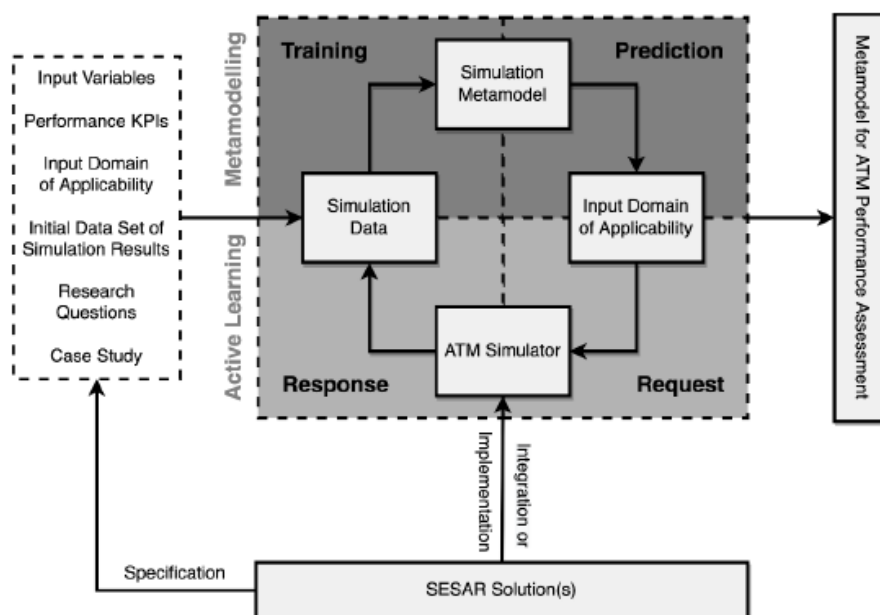 Input Variables
Performance KPIs
Input Domain
of Applicability
Initial Data Set of
Simulation Results
Research
Questions
Case Study
Metamodelling
Active Learning
Training
Prediction
Simulation
Metamodel
Simulation
Data
Input Domain
of Applicability
ATM Simulator
Response
Request
Metamodel for ATM Performance Assessment
Integration or
Implementation
Specification
SESAR Solution(s)